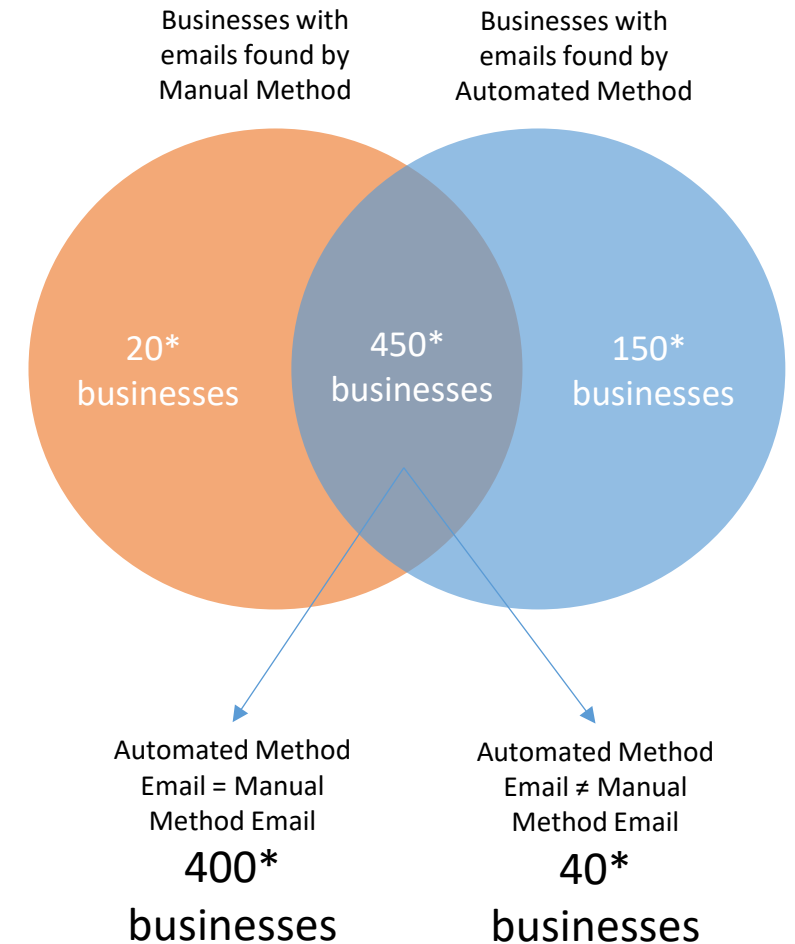 Businesses with
emails found by
Manual Method
Businesses with
emails found by
Automated Method
20*
businesses
450*
businesses
150*
businesses
Automated Method
Email = Manual
Method Email
400*
businesses
Automated Method
Email ≠ Manual
Method Email
40*
businesses